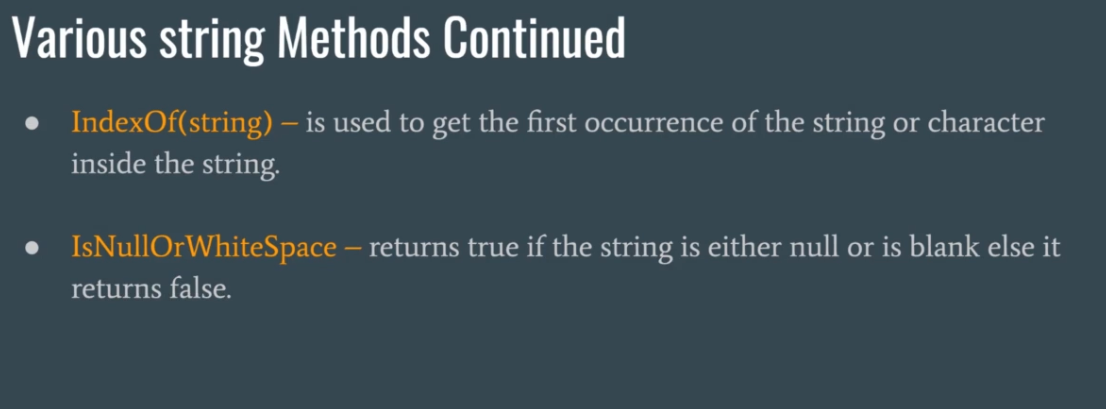 Various string Methods Continued
● IndexOf(string) – is used to get the first occurrence of the string or character
inside the string.
● IsNullOrWhiteSpace – returns true if the string is either null or is blank else it
returns false.